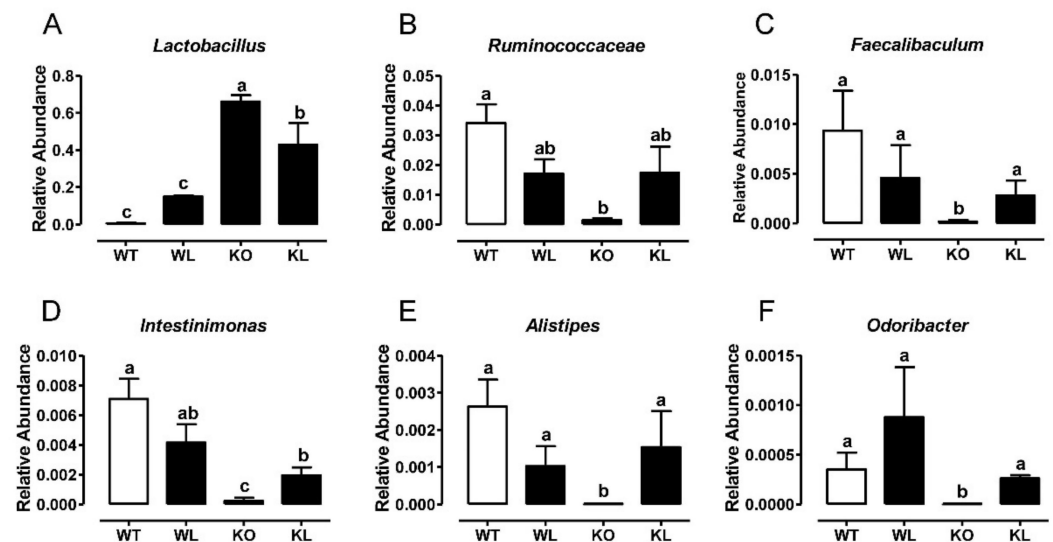 A
Lactobacillus
Relative Abundance
0.8
0.6
0.4
0.2
0.0
c
c
a
b
WT WL KO KL
B
Ruminococcaceae
Relative Abundance
0.05
0.04
0.03
0.02
0.01
0.00
a
ab
b
ab
WT WL KO KL
C
Faecalibaculum
Relative Abundance
0.015
0.010
0.005
0.000
a
a
b
a
WT WL KO KL
D
Intestinimonas
Relative Abundance
0.010
0.008
0.006
0.004
0.002
0.000
a
ab
c
b
WT WL KO KL
E
Alistipes
Relative Abundance
0.004
0.003
0.002
0.001
0.000
a
a
b
a
WT WL KO KL
F
Odoribacter
Relative Abundance
0.0015
0.0010
0.0005
0.0000
a
a
b
a
WT WL KO KL